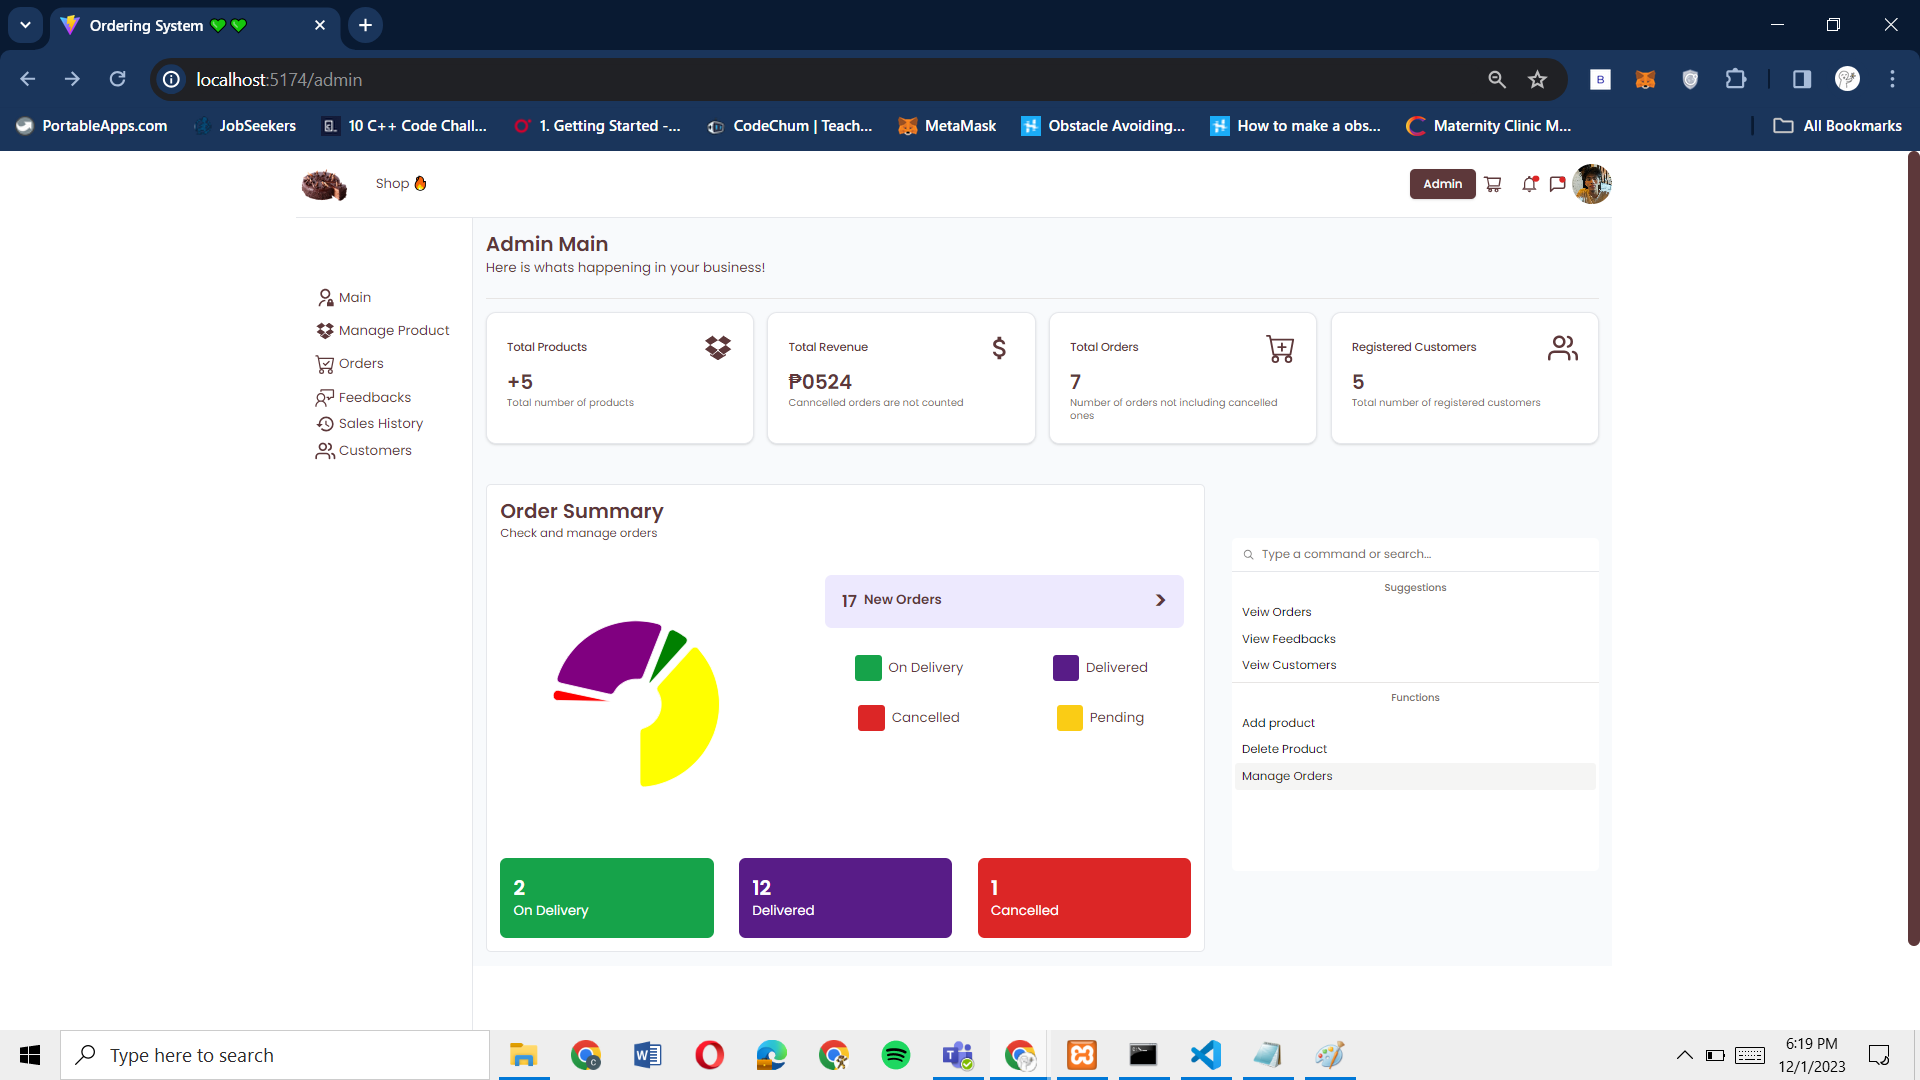 Ordering System 💚💚
localhost:5174/admin
PortableApps.com
JobSeekers
10 C++ Code Chall...
1. Getting Started -...
CodeChum | Teach...
MetaMask
Obstacle Avoiding...
How to make a obs...
Maternity Clinic M...
All Bookmarks
Shop 🔥
Admin
Main
Manage Product
Orders
Feedbacks
Sales History
Customers
Admin Main
Here is whats happening in your business!
Total Products
+5
Total number of products
Total Revenue
₱0524
Canncelled orders are not counted
Total Orders
7
Number of orders not including cancelled
ones
Registered Customers
5
Total number of registered customers
Order Summary
Check and manage orders
17 New Orders
On Delivery
Delivered
Cancelled
Pending
2
On Delivery
12
Delivered
1
Cancelled
Type a command or search...
Suggestions
Veiw Orders
View Feedbacks
Veiw Customers
Functions
Add product
Delete Product
Manage Orders
Type here to search
6:19 PM
12/1/2023